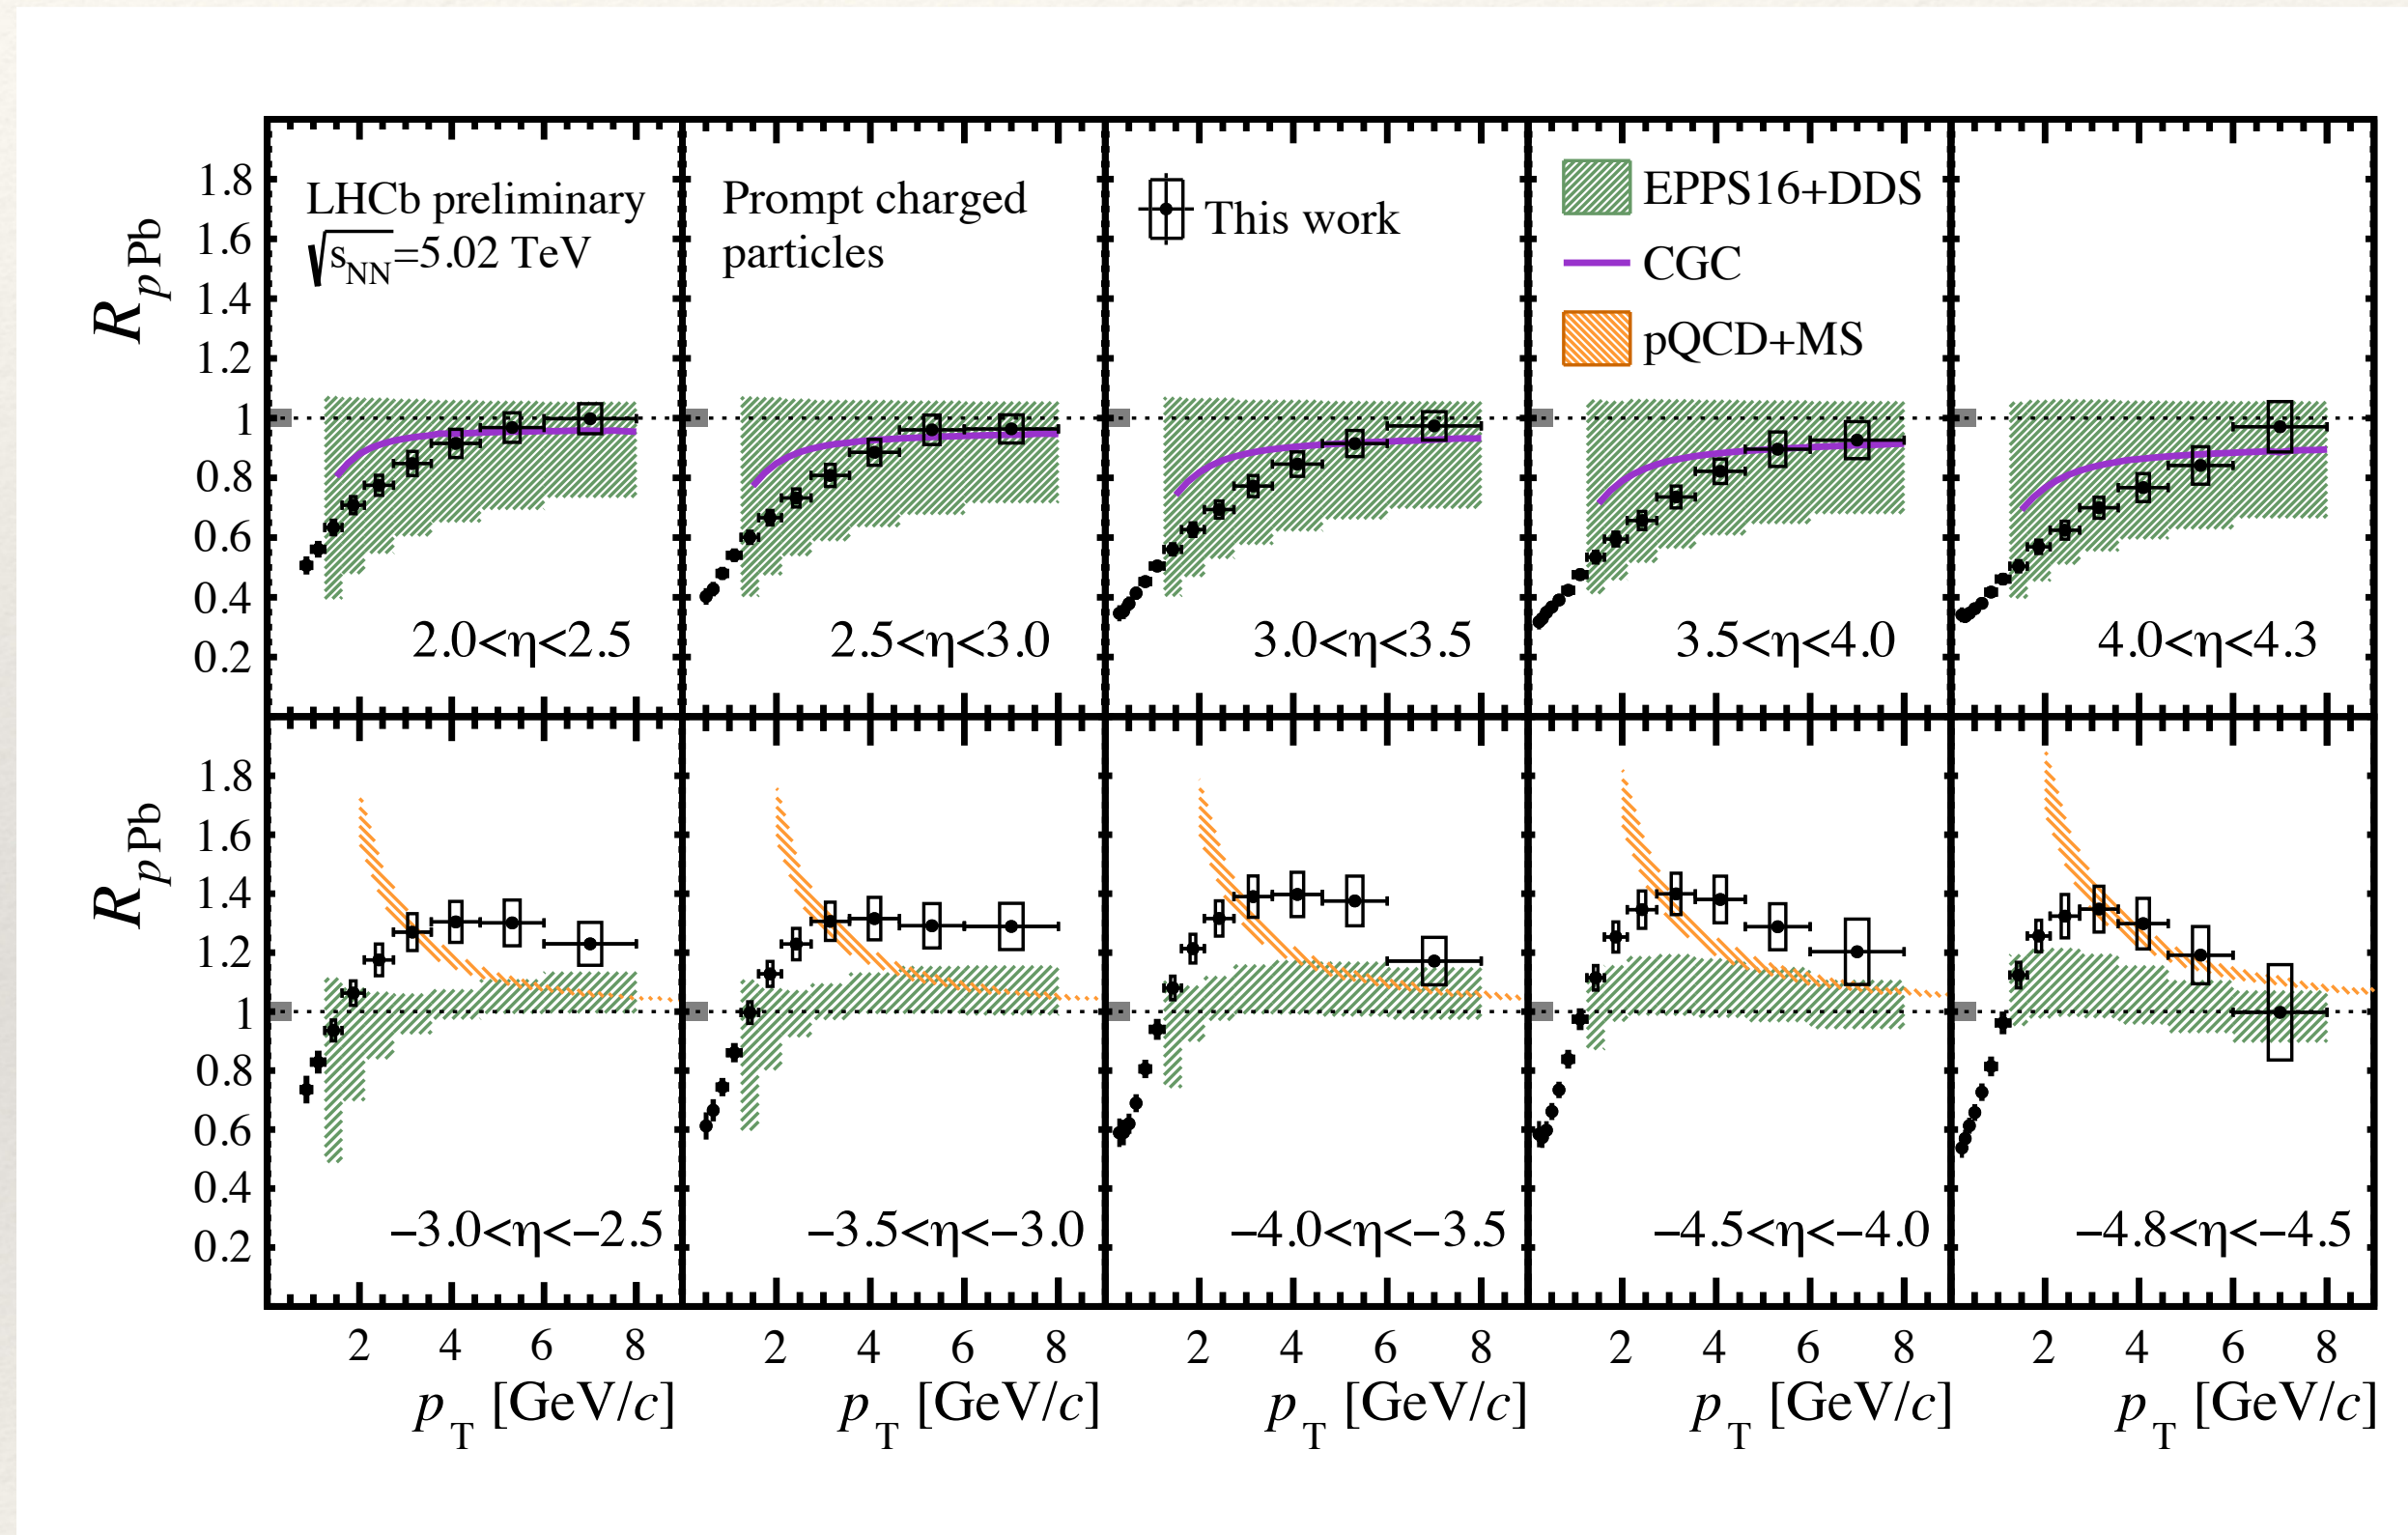 LHCb preliminary
√sNN=5.02 TeV
Prompt charged
particles
This work
EPPS16+DDS
CGC
pQCD+MS
RpPb
1.8
1.6
1.4
1.2
1
0.8
0.6
0.4
0.2
2.0<η<2.5
2.5<η<3.0
3.0<η<3.5
3.5<η<4.0
4.0<η<4.3
RpPb
1.8
1.6
1.4
1.2
1
0.8
0.6
0.4
0.2
−3.0<η<−2.5
−3.5<η<−3.0
−4.0<η<−3.5
−4.5<η<−4.0
−4.8<η<−4.5
2 4 6 8
2 4 6 8
2 4 6 8
2 4 6 8
2 4 6 8
pT [GeV/c]
pT [GeV/c]
pT [GeV/c]
pT [GeV/c]
pT [GeV/c]